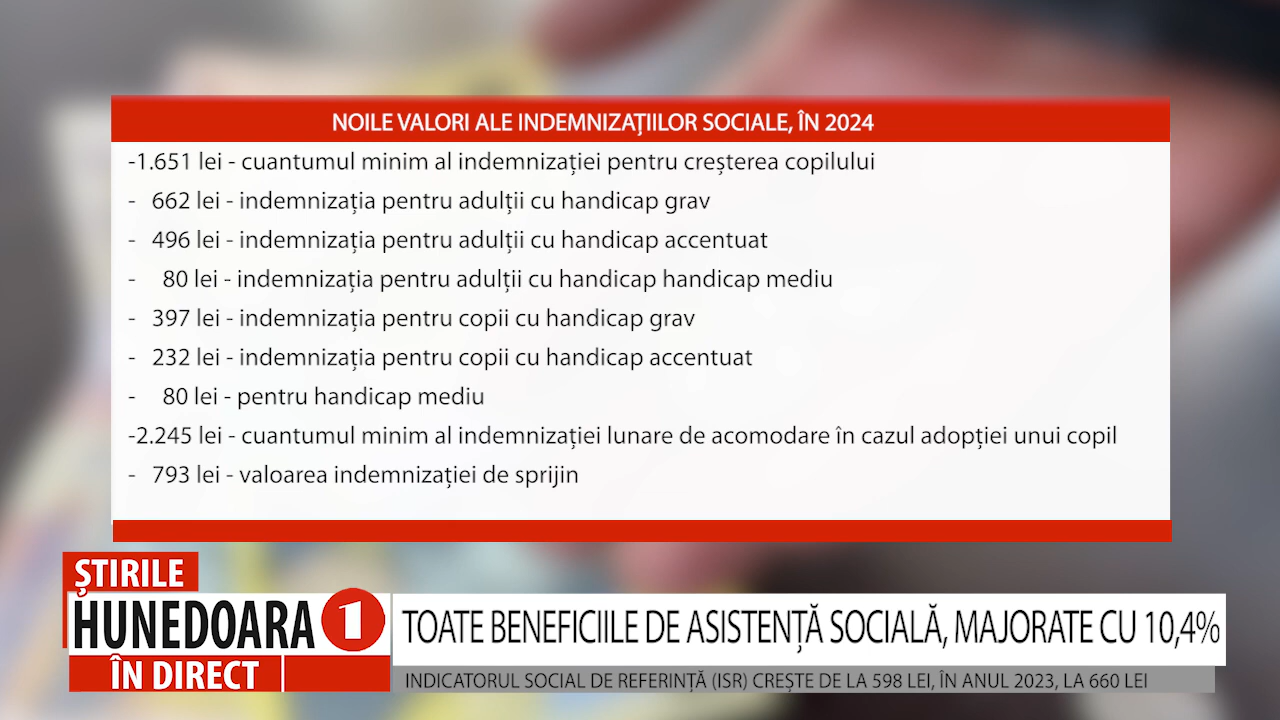 NOILE VALORI ALE INDEMNIZAȚIILOR SOCIALE, ÎN 2024
-1.651 lei - cuantumul minim al indemnizației pentru creșterea copilului
- 662 lei - indemnizația pentru adulții cu handicap grav
- 496 lei - indemnizația pentru adulții cu handicap accentuat
- 80 lei - indemnizația pentru adulții cu handicap handicap mediu
- 397 lei - indemnizația pentru copii cu handicap grav
- 232 lei - indemnizația pentru copii cu handicap accentuat
- 80 lei - pentru handicap mediu
-2.245 lei - cuantumul minim al indemnizației lunare de acomodare în cazul adopției unui copil
- 793 lei - valoarea indemnizației de sprijin
ȘTIRILE
HUNEDOARA 1
ÎN DIRECT
TOATE BENEFICIILE DE ASISTENȚĂ SOCIALĂ, MAJORATE CU 10,4%
INDICATORUL SOCIAL DE REFERINȚĂ (ISR) CREȘTE DE LA 598 LEI, ÎN ANUL 2023, LA 660 LEI